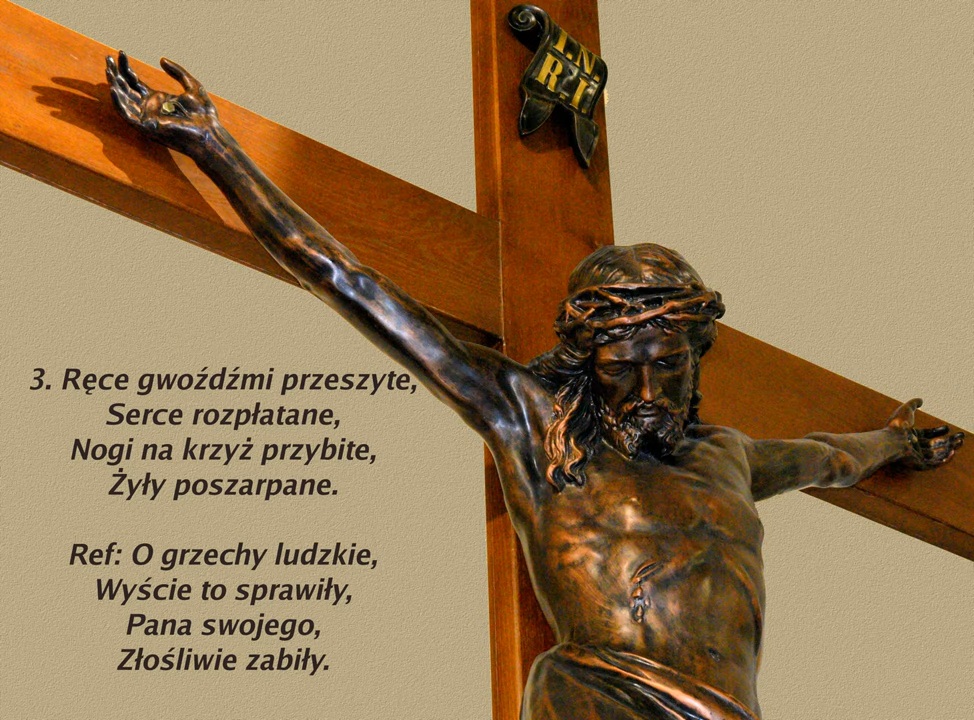 I.N.
R.I.
3. Ręce gwoźdźmi przeszyte,
Serce rozpłatane,
Nogi na krzyż przybite,
Żyły poszarpane.
Ref: O grzechy ludzkie,
Wyście to sprawiły,
Pana swojego,
Złośliwie zabiły.